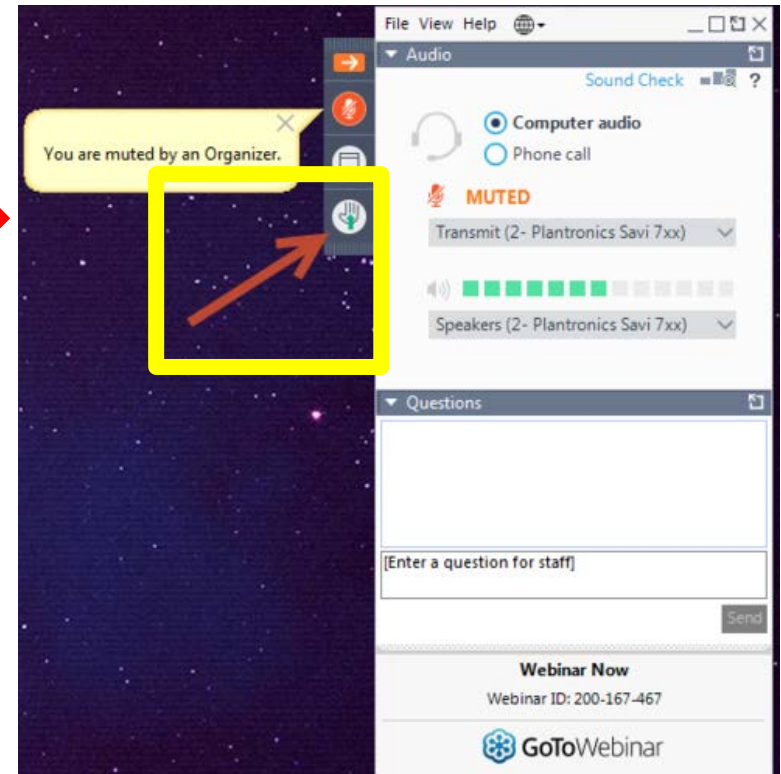 File View Help
Audio
Sound Check ?
Computer audio
Phone call
You are muted by an Organizer.
MUTED
Transmit (2- Plantronics Savi 7xx)
Speakers (2- Plantronics Savi 7xx)
Questions
[Enter a question for staff]
Send
Webinar Now
Webinar ID: 200-167-467
GoToWebinar